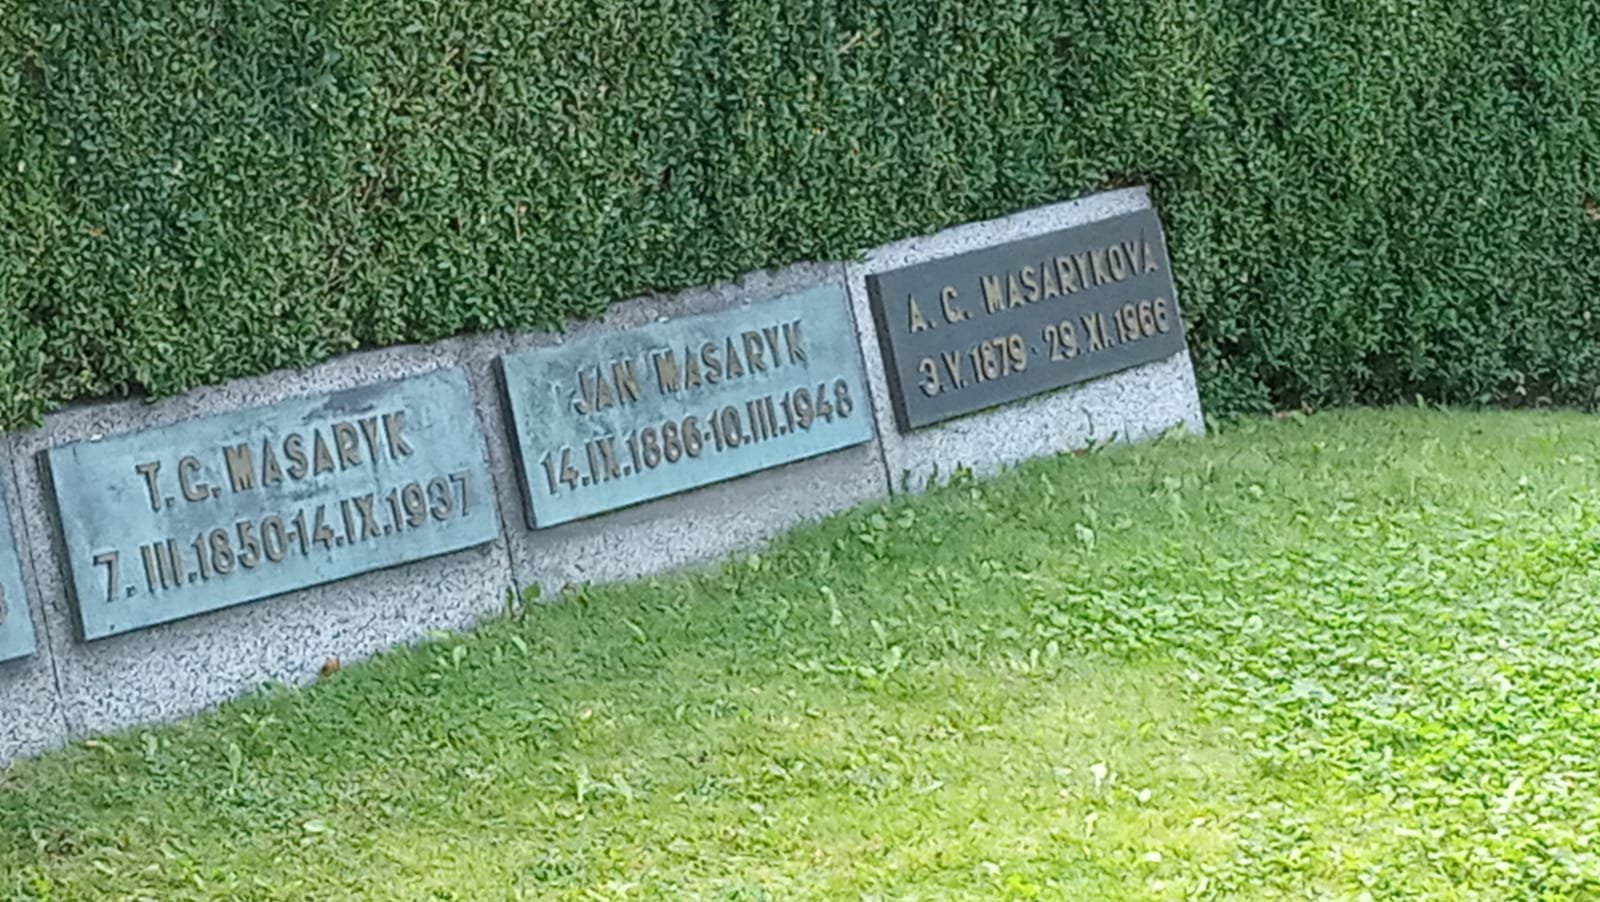 T. G. MASARYK
7. III. 1850·14. IX. 1937
JAN MASARYK
14. IX. 1886·10. III. 1948
A. G. MASARYKOVÁ
3. V. 1879 · 29. XI. 1966